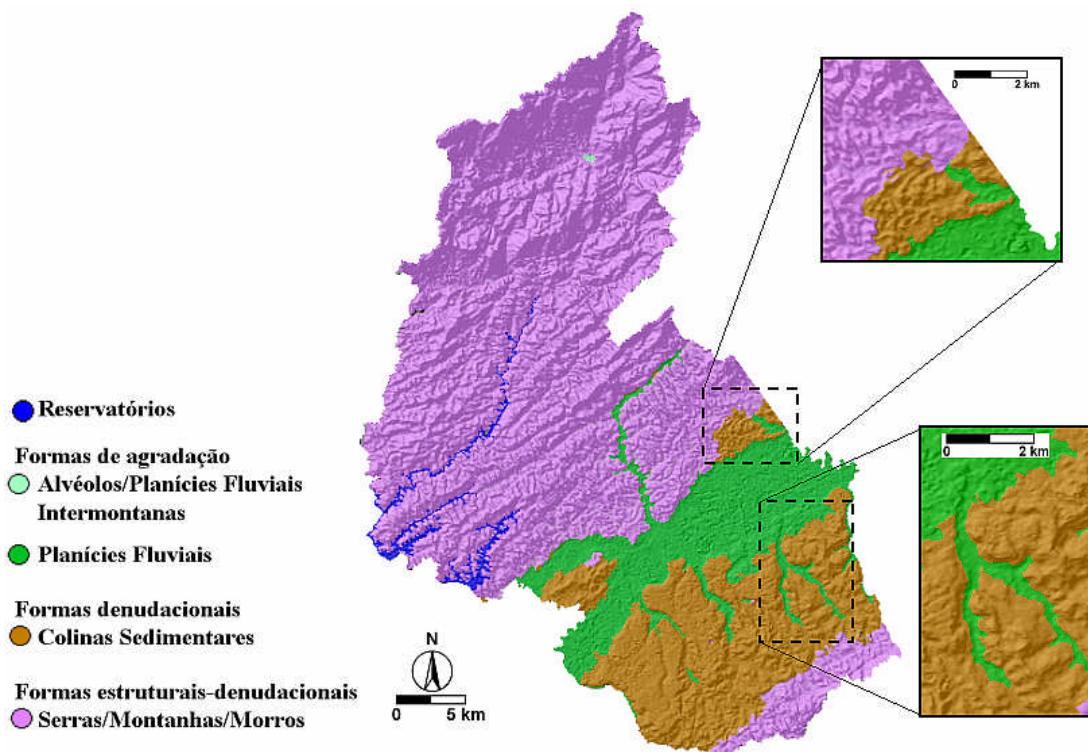 0 2 km
Reservatórios
Formas de agradação
Alvéolos/Planícies Fluviais
Intermontanas
Planícies Fluviais
Formas denudacionais
Colinas Sedimentares
Formas estruturais-denudacionais
Serras/Montanhas/Morros
N
0 5 km
0 2 km